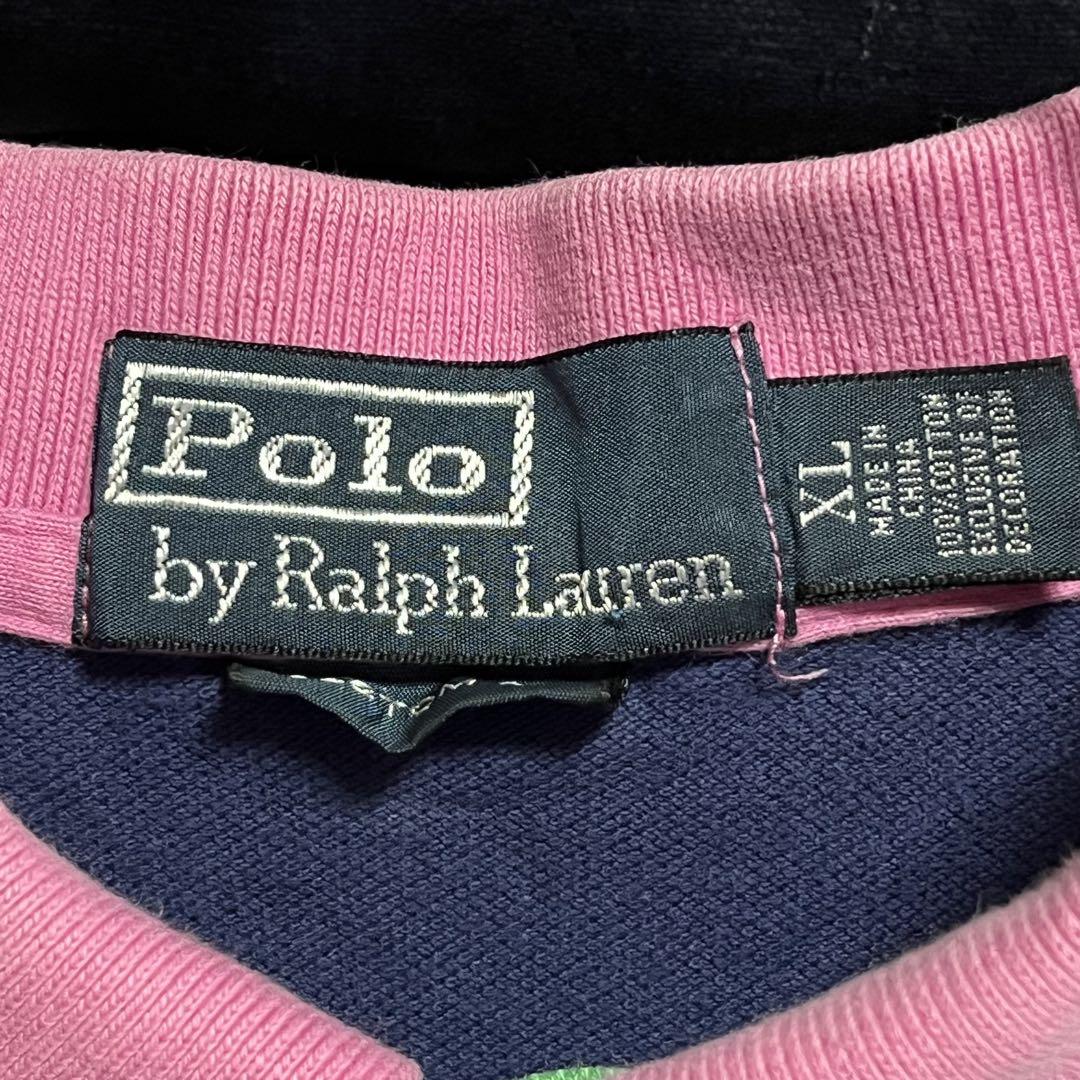 Polo
by Ralph Lauren
XL
MADE IN
CHINA
100% COTTON
EXCLUSIVE OF
DECORATION